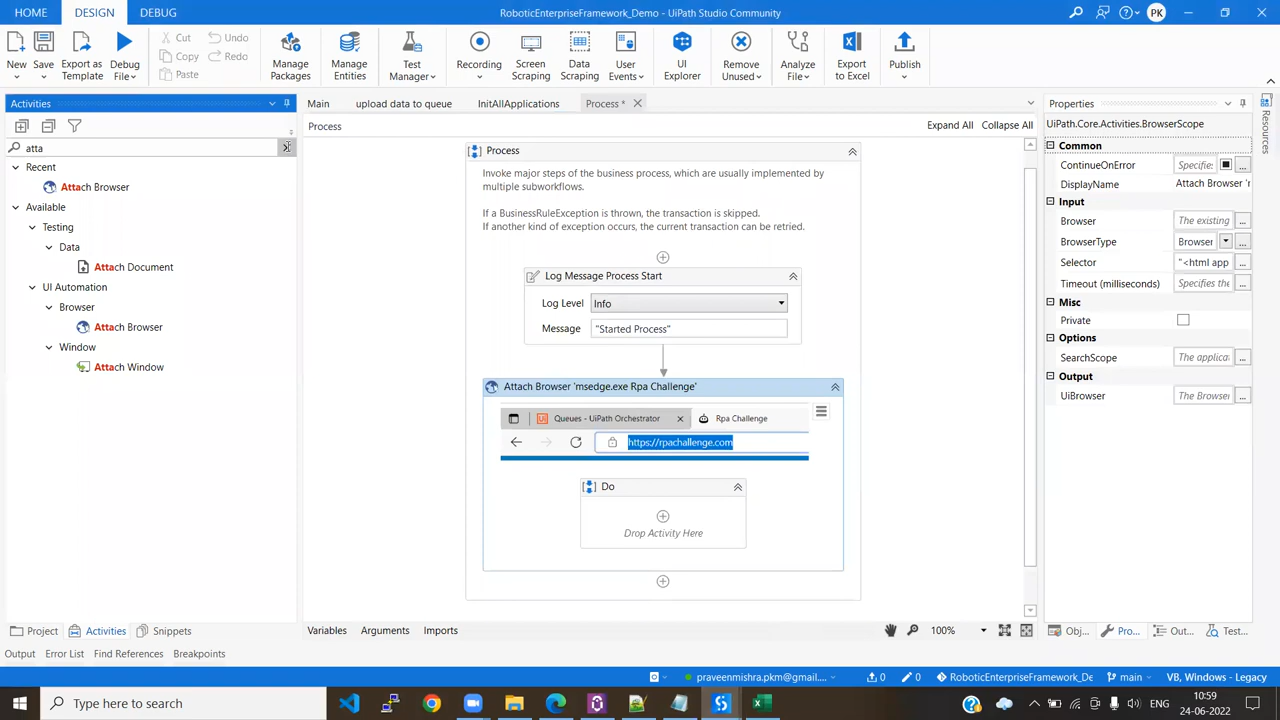 HOME DESIGN DEBUG
RoboticEnterpriseFramework_Demo - UiPath Studio Community
PK
New Save Export as Template Debug File
Cut Copy Paste
Undo Redo
Manage Packages
Manage Entities
Test Manager
Recording
Screen Scraping
Data Scraping
User Events
UI Explorer
Remove Unused
Analyze File
Export to Excel
Publish
Activities
atta
Recent
Attach Browser
Available
Testing
Data
Attach Document
UI Automation
Browser
Attach Browser
Window
Attach Window
Project Activities Snippets
Main upload data to queue InitAllApplications Process *
Process Expand All Collapse All
Process
Invoke major steps of the business process, which are usually implemented by
multiple subworkflows.
If a BusinessRuleException is thrown, the transaction is skipped.
If another kind of exception occurs, the current transaction can be retried.
Log Message Process Start
Log Level Info
Message "Started Process"
Attach Browser 'msedge.exe Rpa Challenge'
Queues - UiPath Orchestrator Rpa Challenge
https://rpachallenge.com
Do
Drop Activity Here
Variables Arguments Imports 100%
Properties
Resources
UiPath.Core.Activities.BrowserScope
Common
ContinueOnError Specifie
DisplayName Attach Browser 'r
Input
Browser The existing
BrowserType Browser
Selector "<html app
Timeout (milliseconds) Specifies the
Misc
Private
Options
SearchScope The applica
Output
UiBrowser The Browse
Obj... Pro... Out... Test...
Output Error List Find References Breakpoints
praveenmishra.pkm@gmail.... 0 0 RoboticEnterpriseFramework_De main VB, Windows - Legacy
Type here to search
10:59
24-06-2022